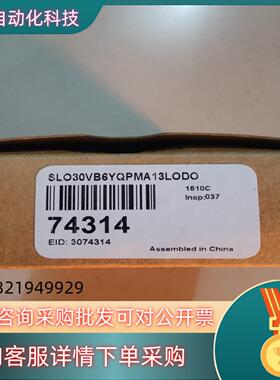 自动化科技
SLO30VB6YQPMA13LODO
1510C
Insp:037
74314
EID: 3074314
Assembled in China
321949929
咨询采购批发可对公开票
客服详情下单采购